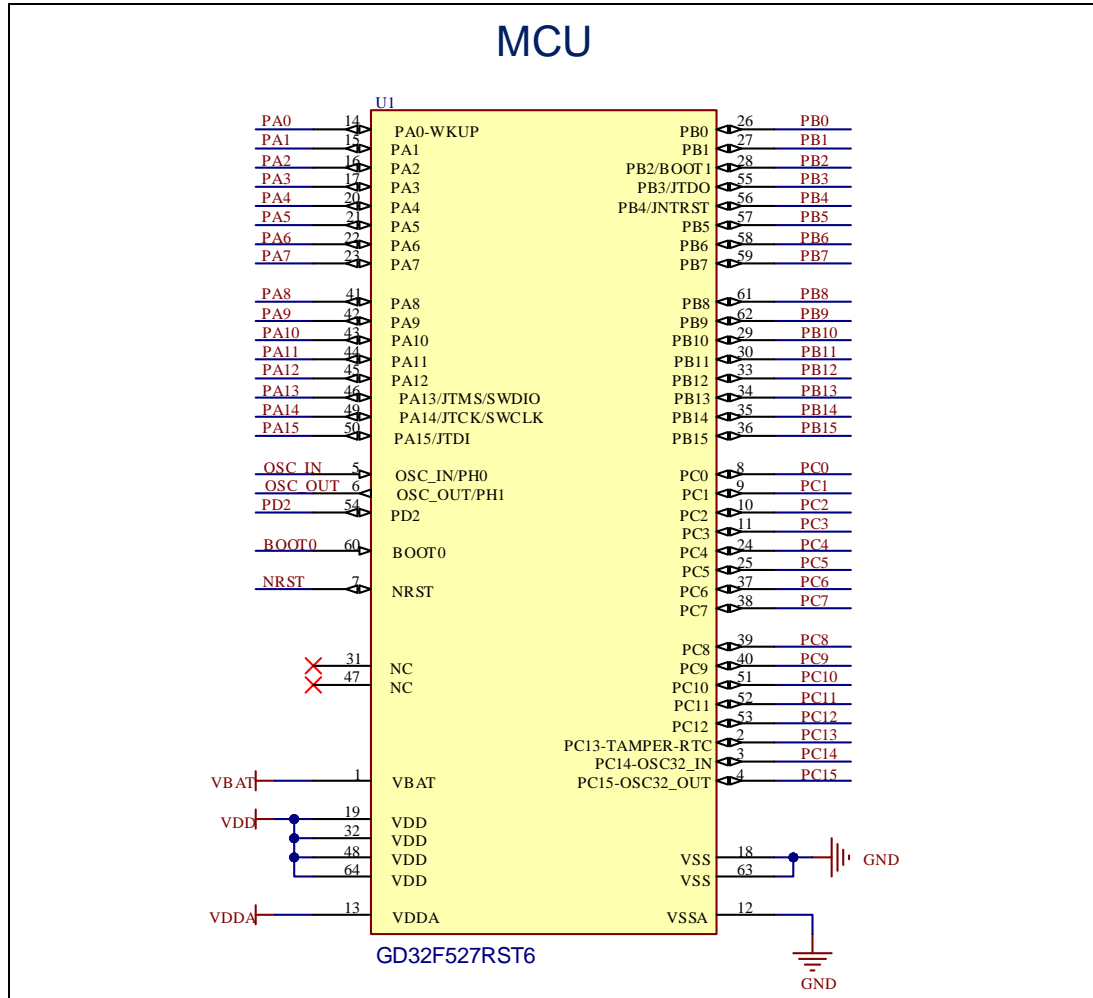 MCU
U1
PA0 14 PA0-WKUP PB0 26 PB0
PA1 15 PA1 PB1 27 PB1
PA2 16 PA2 PB2/BOOT1 28 PB2
PA3 17 PA3 PB3/JTDO 55 PB3
PA4 20 PA4 PB4/JNTRST 56 PB4
PA5 21 PA5 PB5 57 PB5
PA6 22 PA6 PB6 58 PB6
PA7 23 PA7 PB7 59 PB7
PA8 41 PA8 PB8 61 PB8
PA9 42 PA9 PB9 62 PB9
PA10 43 PA10 PB10 29 PB10
PA11 44 PA11 PB11 30 PB11
PA12 45 PA12 PB12 33 PB12
PA13 46 PA13/JTMS/SWDIO PB13 34 PB13
PA14 49 PA14/JTCK/SWCLK PB14 35 PB14
PA15 50 PA15/JTDI PB15 36 PB15
OSC_IN 5 OSC_IN/PH0 PC0 8 PC0
OSC_OUT 6 OSC_OUT/PH1 PC1 9 PC1
PD2 54 PD2 PC2 10 PC2
PC3 11 PC3
BOOT0 60 BOOT0 PC4 24 PC4
PC5 25 PC5
NRST 7 NRST PC6 37 PC6
PC7 38 PC7
PC8 39 PC8
31 NC PC9 40 PC9
47 NC PC10 51 PC10
PC11 52 PC11
PC12 53 PC12
PC13-TAMPER-RTC 2 PC13
PC14-OSC32_IN 3 PC14
VBAT 1 VBAT PC15-OSC32_OUT 4 PC15
VDD 19 VDD
32 VDD
48 VDD VSS 18 GND
64 VDD VSS 63
VDDA 13 VDDA VSSA 12
GD32F527RST6
GND